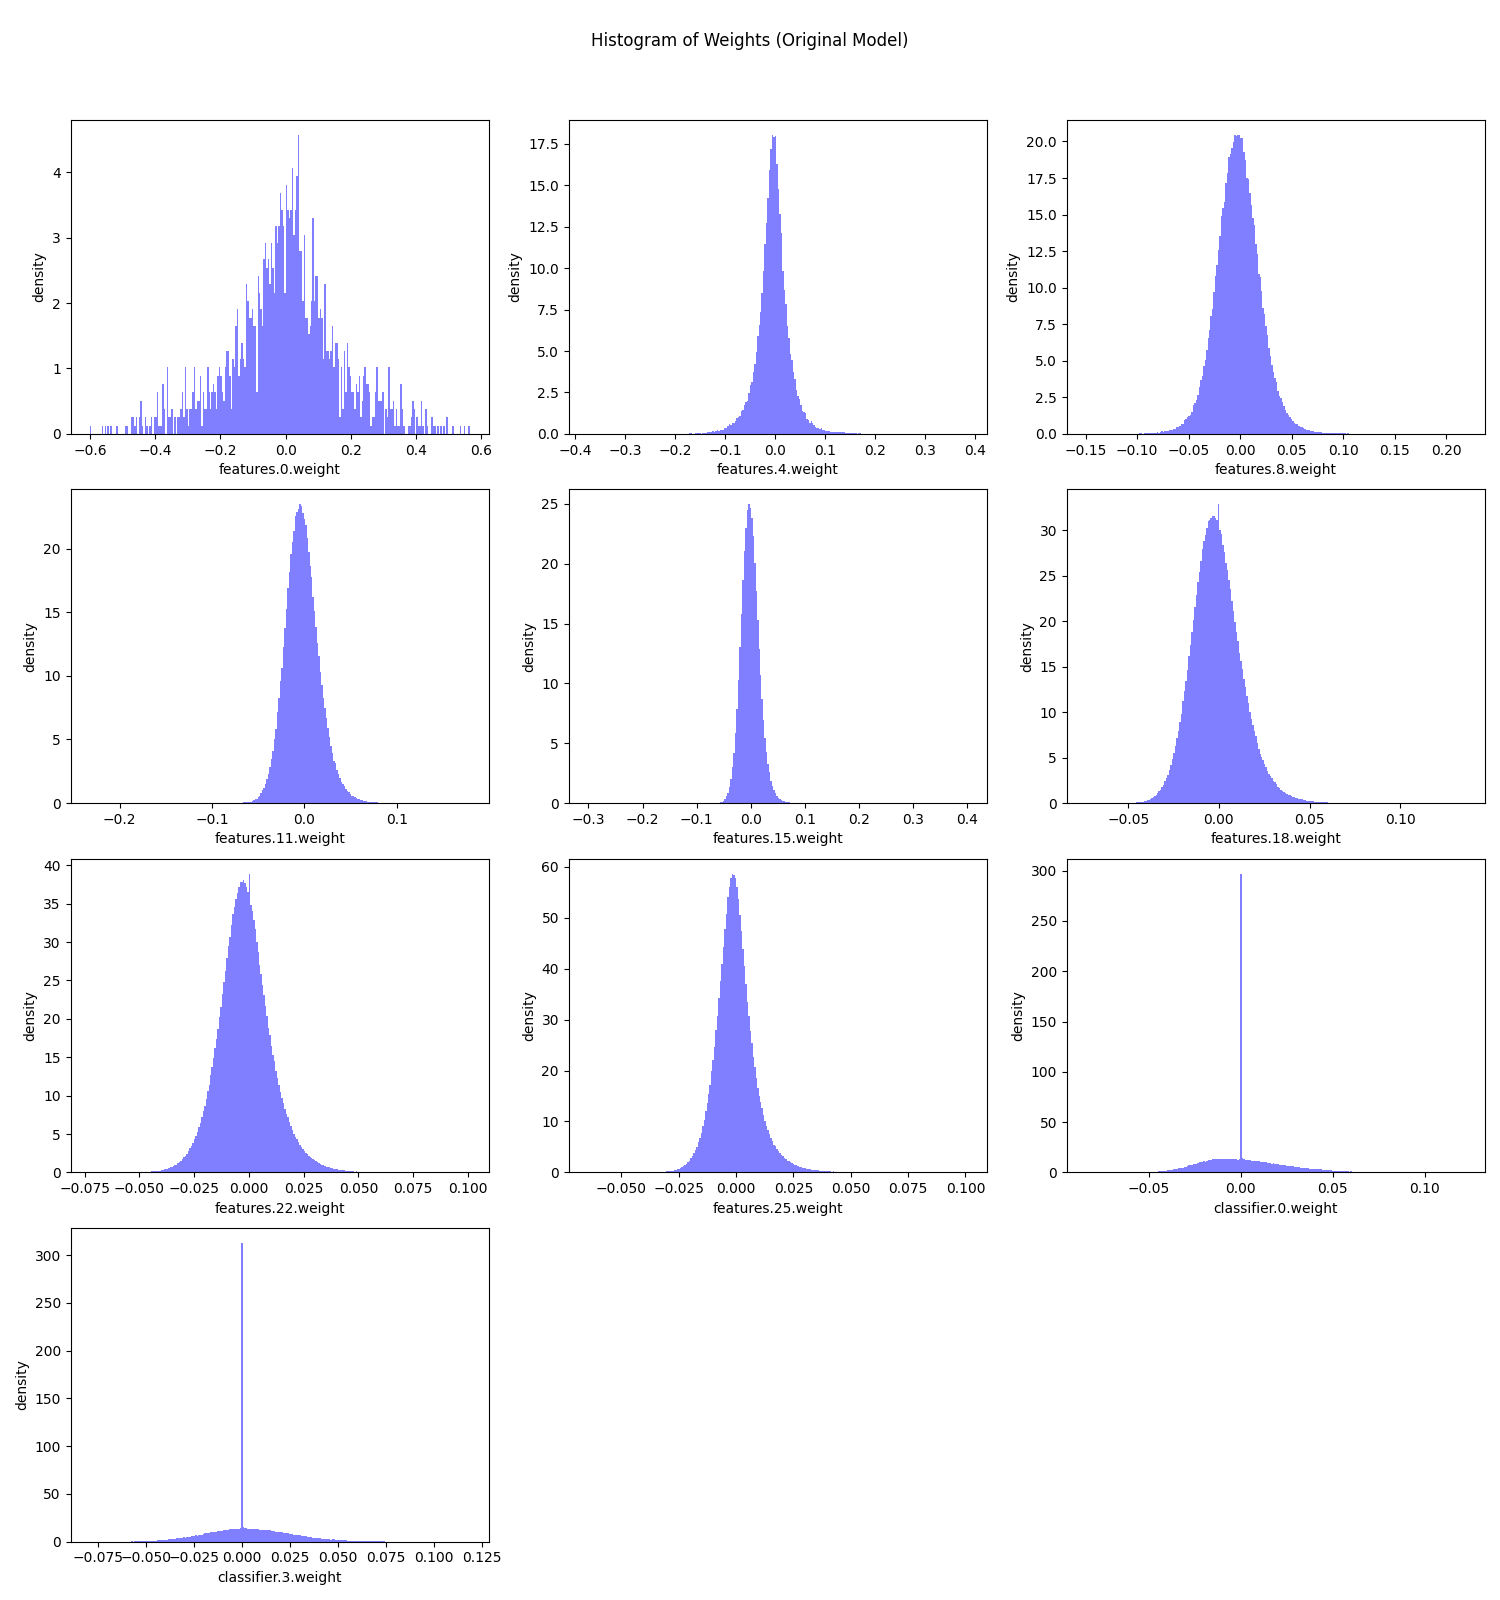 Histogram of Weights (Original Model)
density
4
3
2
1
0
−0.6 −0.4 −0.2 0.0 0.2 0.4 0.6
features.0.weight
density
17.5
15.0
12.5
10.0
7.5
5.0
2.5
0.0
−0.4 −0.3 −0.2 −0.1 0.0 0.1 0.2 0.3 0.4
features.4.weight
density
20.0
17.5
15.0
12.5
10.0
7.5
5.0
2.5
0.0
−0.15 −0.10 −0.05 0.00 0.05 0.10 0.15 0.20
features.8.weight
density
20
15
10
5
0
−0.2 −0.1 0.0 0.1
features.11.weight
density
25
20
15
10
5
0
−0.3 −0.2 −0.1 0.0 0.1 0.2 0.3 0.4
features.15.weight
density
30
25
20
15
10
5
0
−0.05 0.00 0.05 0.10
features.18.weight
density
40
35
30
25
20
15
10
5
0
−0.075 −0.050 −0.025 0.000 0.025 0.050 0.075 0.100
features.22.weight
density
60
50
40
30
20
10
0
−0.050 −0.025 0.000 0.025 0.050 0.075 0.100
features.25.weight
density
300
250
200
150
100
50
0
−0.05 0.00 0.05 0.10
classifier.0.weight
density
300
250
200
150
100
50
0
−0.075 −0.050 −0.025 0.000 0.025 0.050 0.075 0.100 0.125
classifier.3.weight